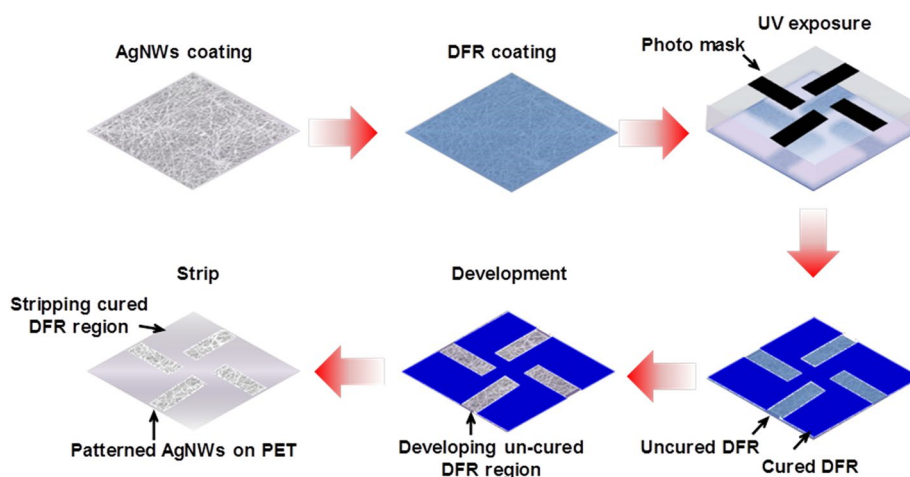 AgNWs coating
DFR coating
UV exposure
Photo mask
Strip
Development
Stripping cured
DFR region
Patterned AgNWs on PET
Developing un-cured
DFR region
Uncured DFR
Cured DFR